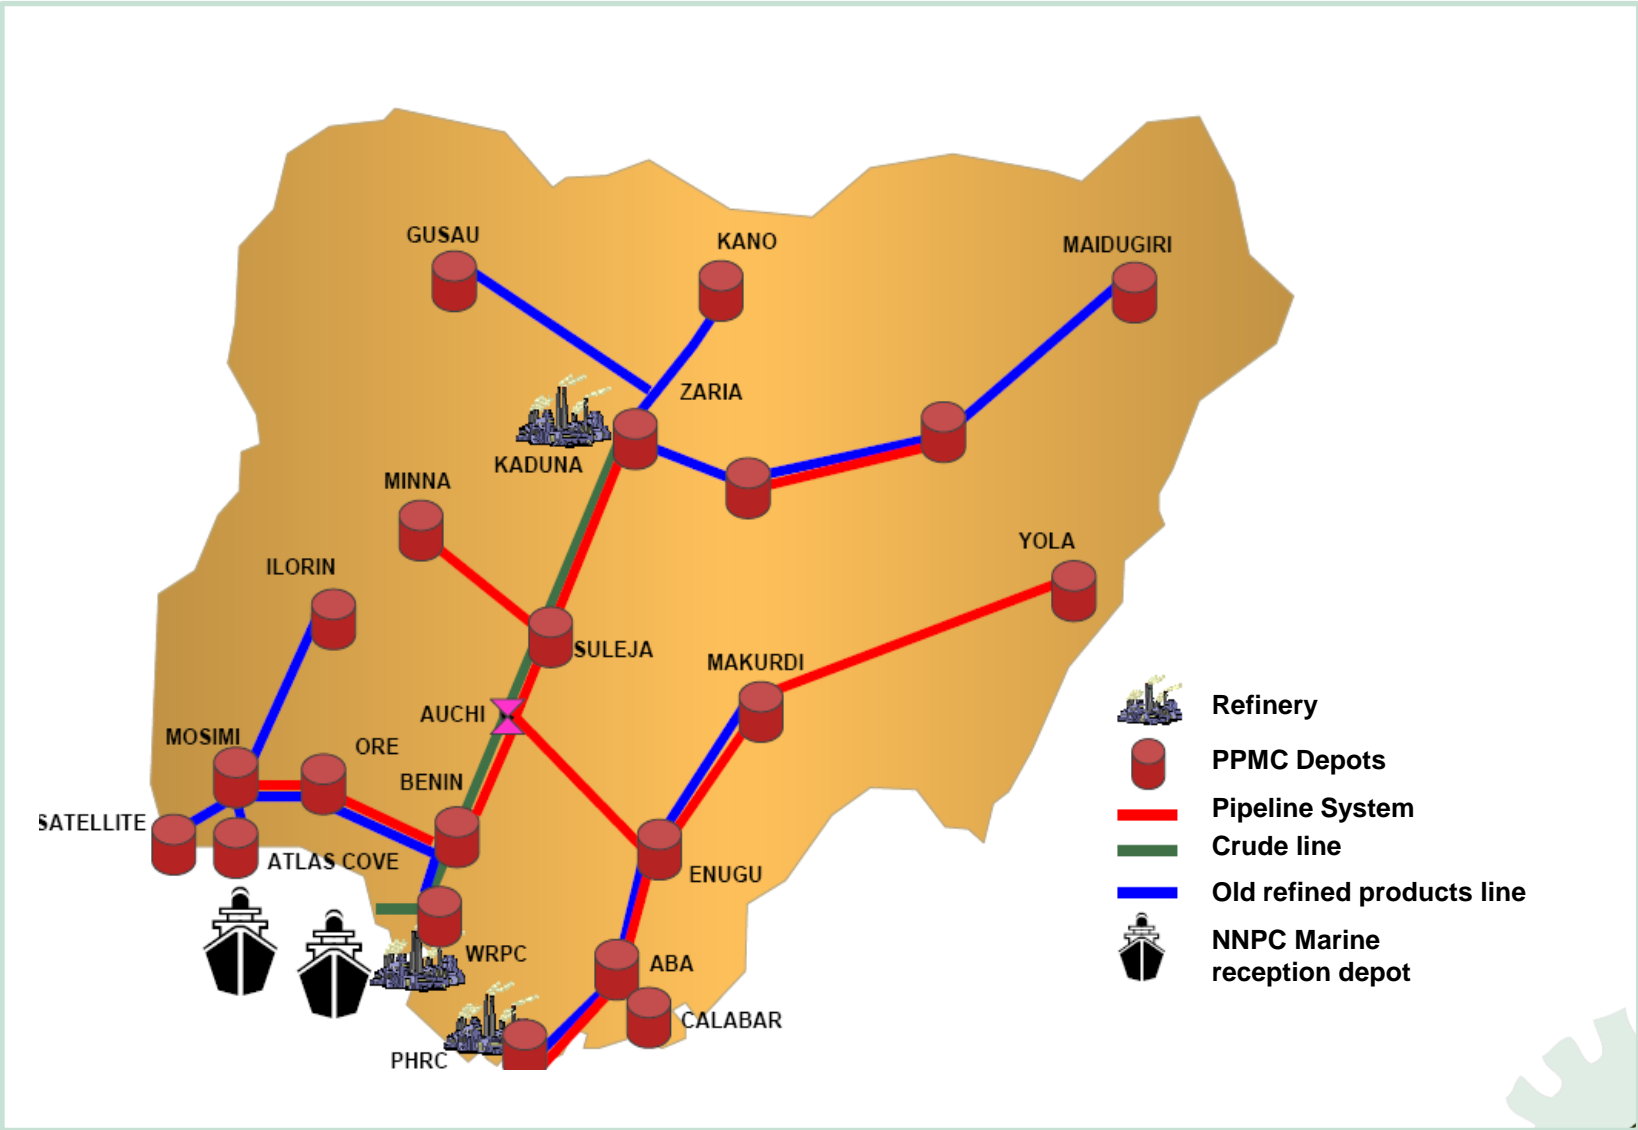 GUSAU
KANO
MAIDUGIRI
ZARIA
KADUNA
MINNA
YOLA
ILORIN
SULEJA
MAKURDI
AUCHI
MOSIMI
ORE
BENIN
SATELLITE
ATLAS COVE
ENUGU
WRPC
ABA
CALABAR
PHRC
Refinery
PPMC Depots
Pipeline System
Crude line
Old refined products line
NNPC Marine
reception depot